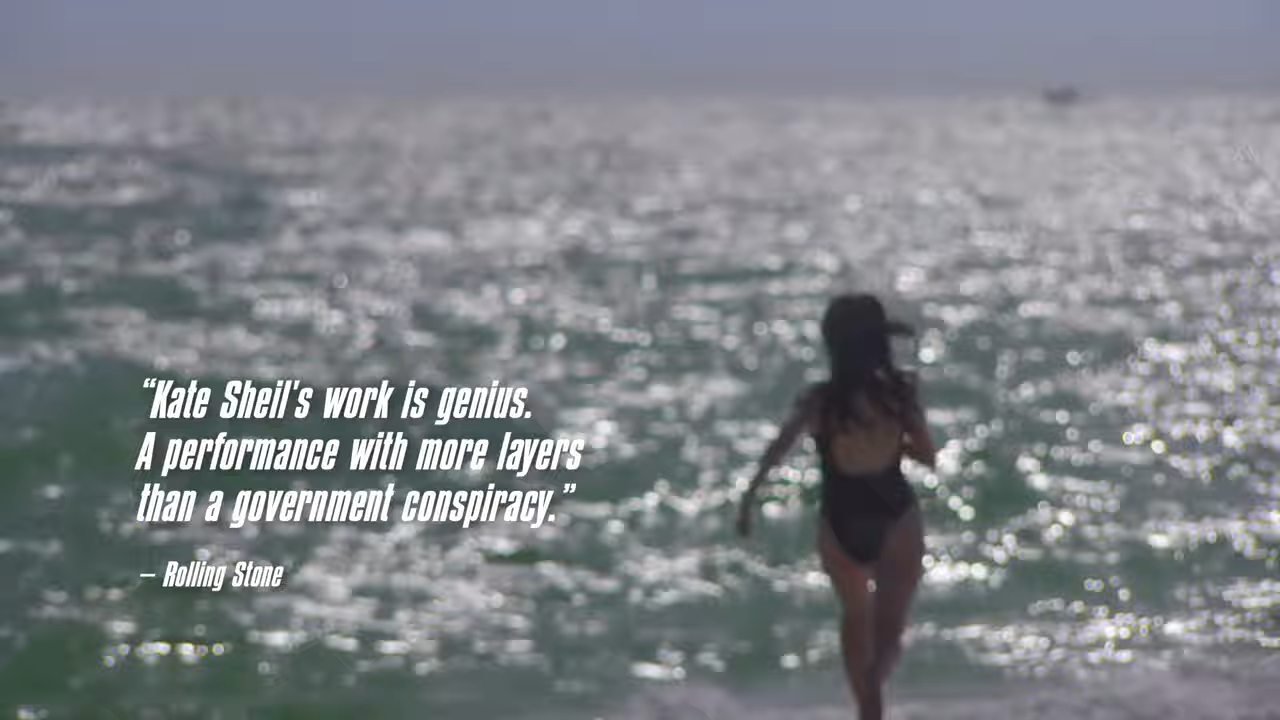 “Kate Sheil's work is genius.
A performance with more layers
than a government conspiracy.”
– Rolling Stone